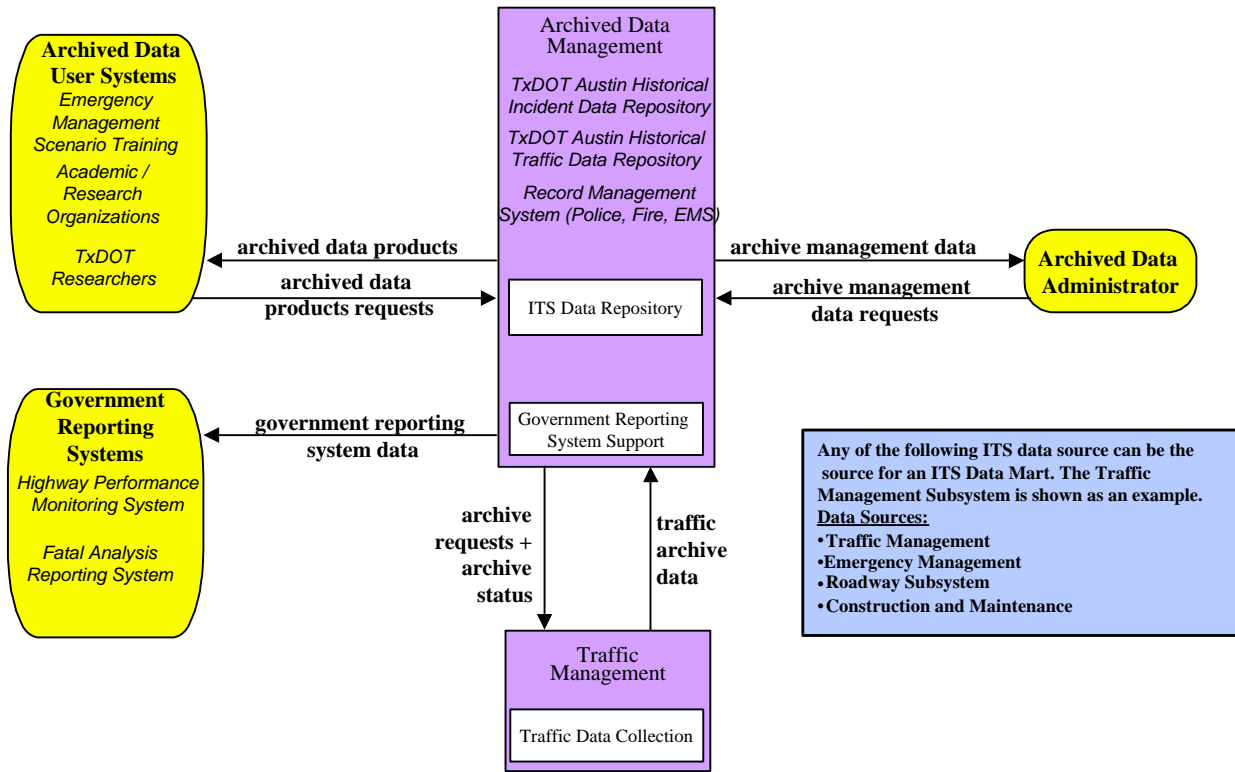 Archived Data
User Systems
Emergency
Management
Scenario Training
Academic /
Research
Organizations
TxDOT
Researchers
Archived Data
Management
TxDOT Austin Historical
Incident Data Repository
TxDOT Austin Historical
Traffic Data Repository
Record Management
System (Police, Fire, EMS)
archived data products
archived data
products requests
ITS Data Repository
archive management data
archive management
data requests
Archived Data
Administrator
Government
Reporting
Systems
Highway Performance
Monitoring System
Fatal Analysis
Reporting System
government reporting
system data
Government Reporting
System Support
archive
requests +
archive
status
traffic
archive
data
Any of the following ITS data source can be the
source for an ITS Data Mart. The Traffic
Management Subsystem is shown as an example.
Data Sources:
•Traffic Management
•Emergency Management
•Roadway Subsystem
•Construction and Maintenance
Traffic
Management
Traffic Data Collection